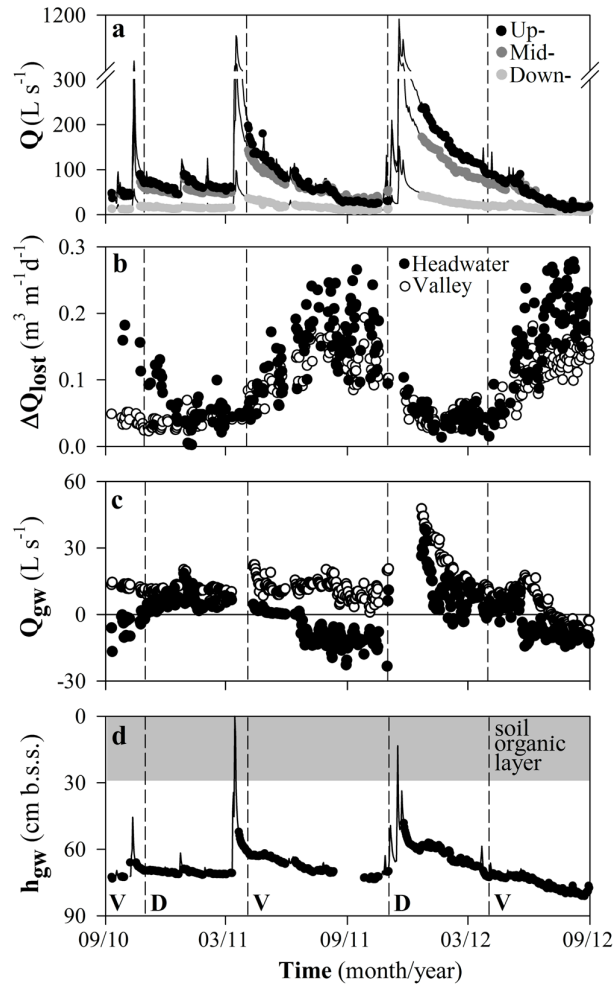 a
Up-
Mid-
Down-
300
200
100
0
Q (L s⁻¹)
b
Headwater
Valley
0.3
0.2
0.1
0.0
ΔQlost (m³ m⁻¹ d⁻¹)
c
60
30
0
-30
Qgw (L s⁻¹)
d
soil
organic
layer
0
30
60
90
hgw (cm b.s.s.)
V D V D V
09/10 03/11 09/11 03/12 09/12
Time (month/year)